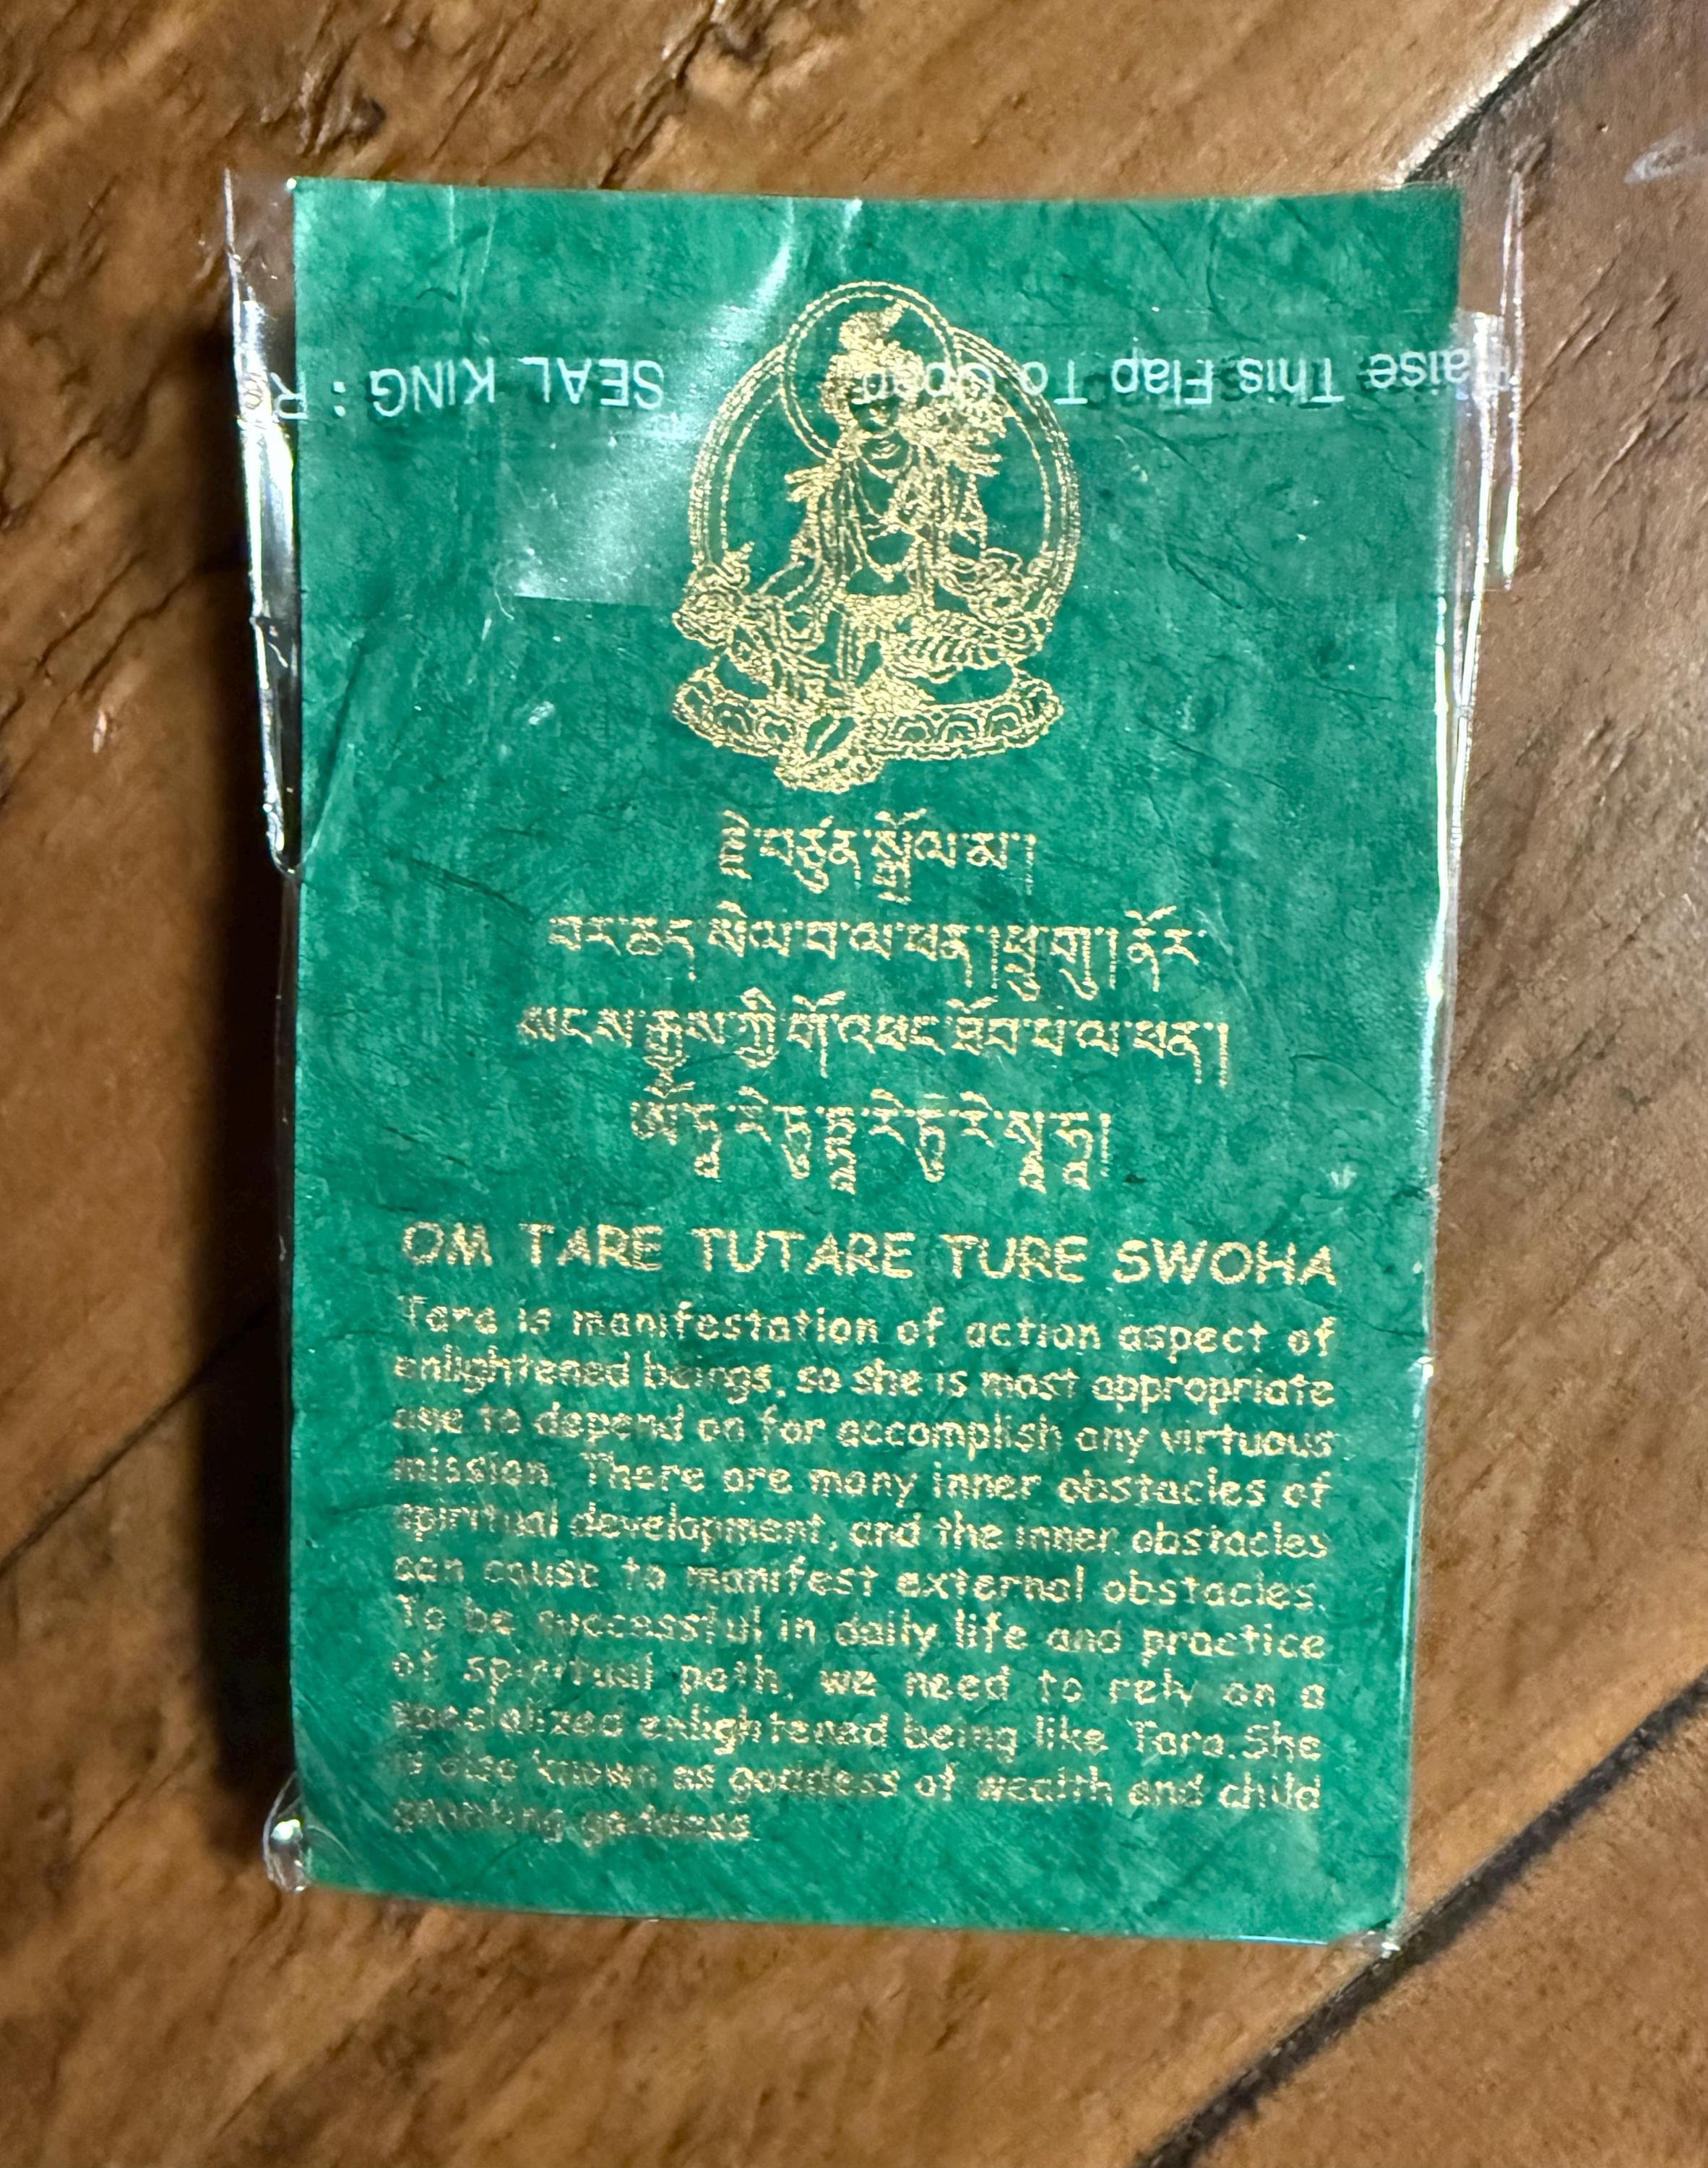 SEAL KING : Raise This Flap To Open
རྗེ་བཙུན་སྒྲོལ་མ།
བར་ཆད་སེལ་བ་ལ་ཕན།ཕྲུ་གུ།ནོར་
སངས་རྒྱས་ཀྱི་གོ་འཕང་ཐོབ་པ་ལ་ཕན།
ཨོཾ་ཏཱ་རེ་ཏུཏྟཱ་རེ་ཏུ་རེ་སྭཱ་ཧཱ།
OM TARE TUTARE TURE SWOHA
Tara is manifestation of action aspect of
enlightened beings, so she is most appropriate
one to depend on for accomplish any virtuous
mission. There are many inner obstacles of
spiritual development, and the inner obstacles
can cause to manifest external obstacles.
To be successful in daily life and practice
of spiritual path, we need to rely on a
specialized enlightened being like Tara.She
is also known as goddess of wealth and child
granting goddess